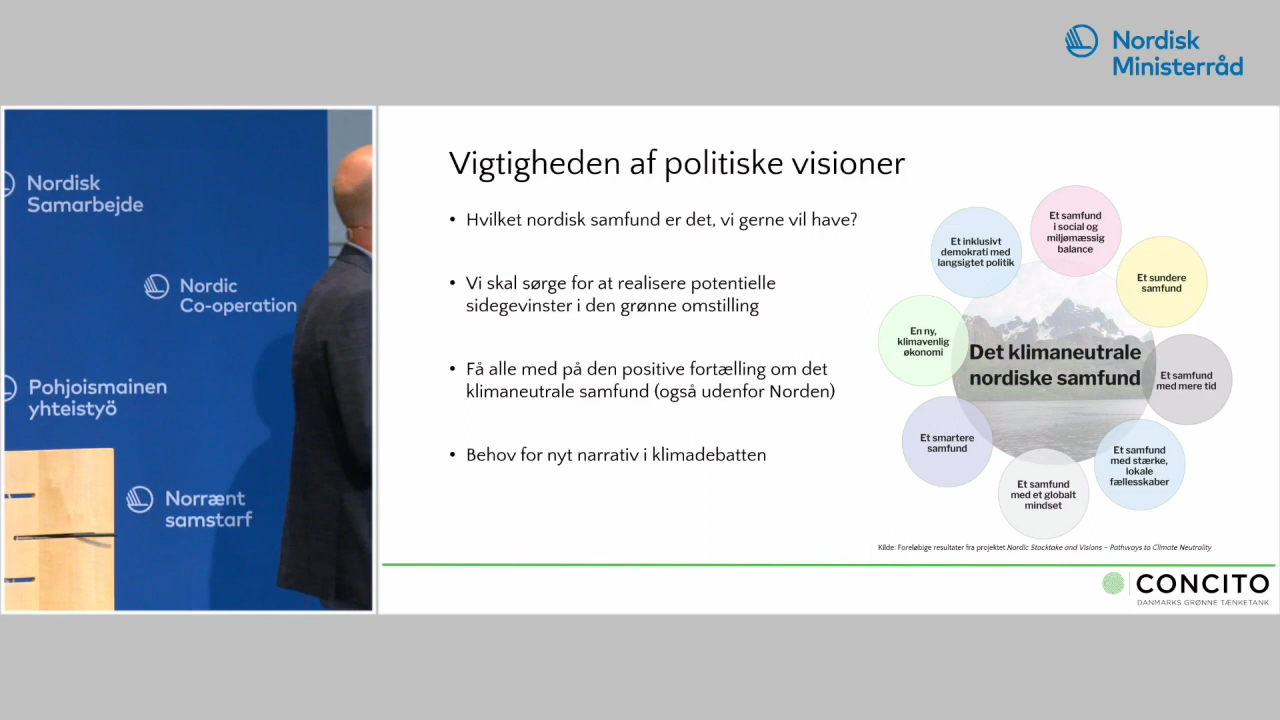 Nordisk
Ministerråd
Nordisk
Samarbejde
Nordic
Co-operation
Pohjoismainen
yhteistyö
Norrænt
samstarf
Vigtigheden af politiske visioner
• Hvilket nordisk samfund er det, vi gerne vil have?
• Vi skal sørge for at realisere potentielle
sidegevinster i den grønne omstilling
• Få alle med på den positive fortælling om det
klimaneutrale samfund (også udenfor Norden)
• Behov for nyt narrativ i klimadebatten
Et samfund
i social og
miljømæssig
balance
Et sundere
samfund
Et samfund
med mere tid
Et samfund
med stærke,
lokale
fællesskaber
Et samfund
med et globalt
mindset
Et smartere
samfund
En ny,
klimavenlig
økonomi
Et inklusivt
demokrati med
langsigtet politik
Det klimaneutrale
nordiske samfund
Kilde: Foreløbige resultater fra projektet Nordic Stocktake and Visions – Pathways to Climate Neutrality
CONCITO
DANMARKS GRØNNE TÆNKETANK